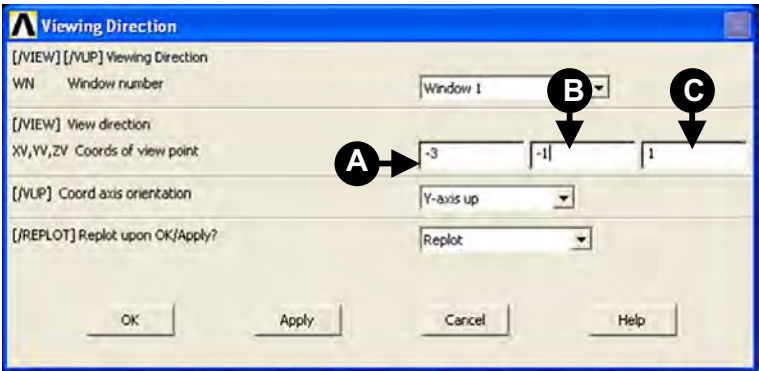 Viewing Direction
[/VIEW] [/VUP] Viewing Direction
WN Window number Window 1
B C
[/VIEW] View direction
XV,YV,ZV Coords of view point A -3 -1 1
[/VUP] Coord axis orientation Y-axis up
[/REPLOT] Replot upon OK/Apply? Replot
OK Apply Cancel Help